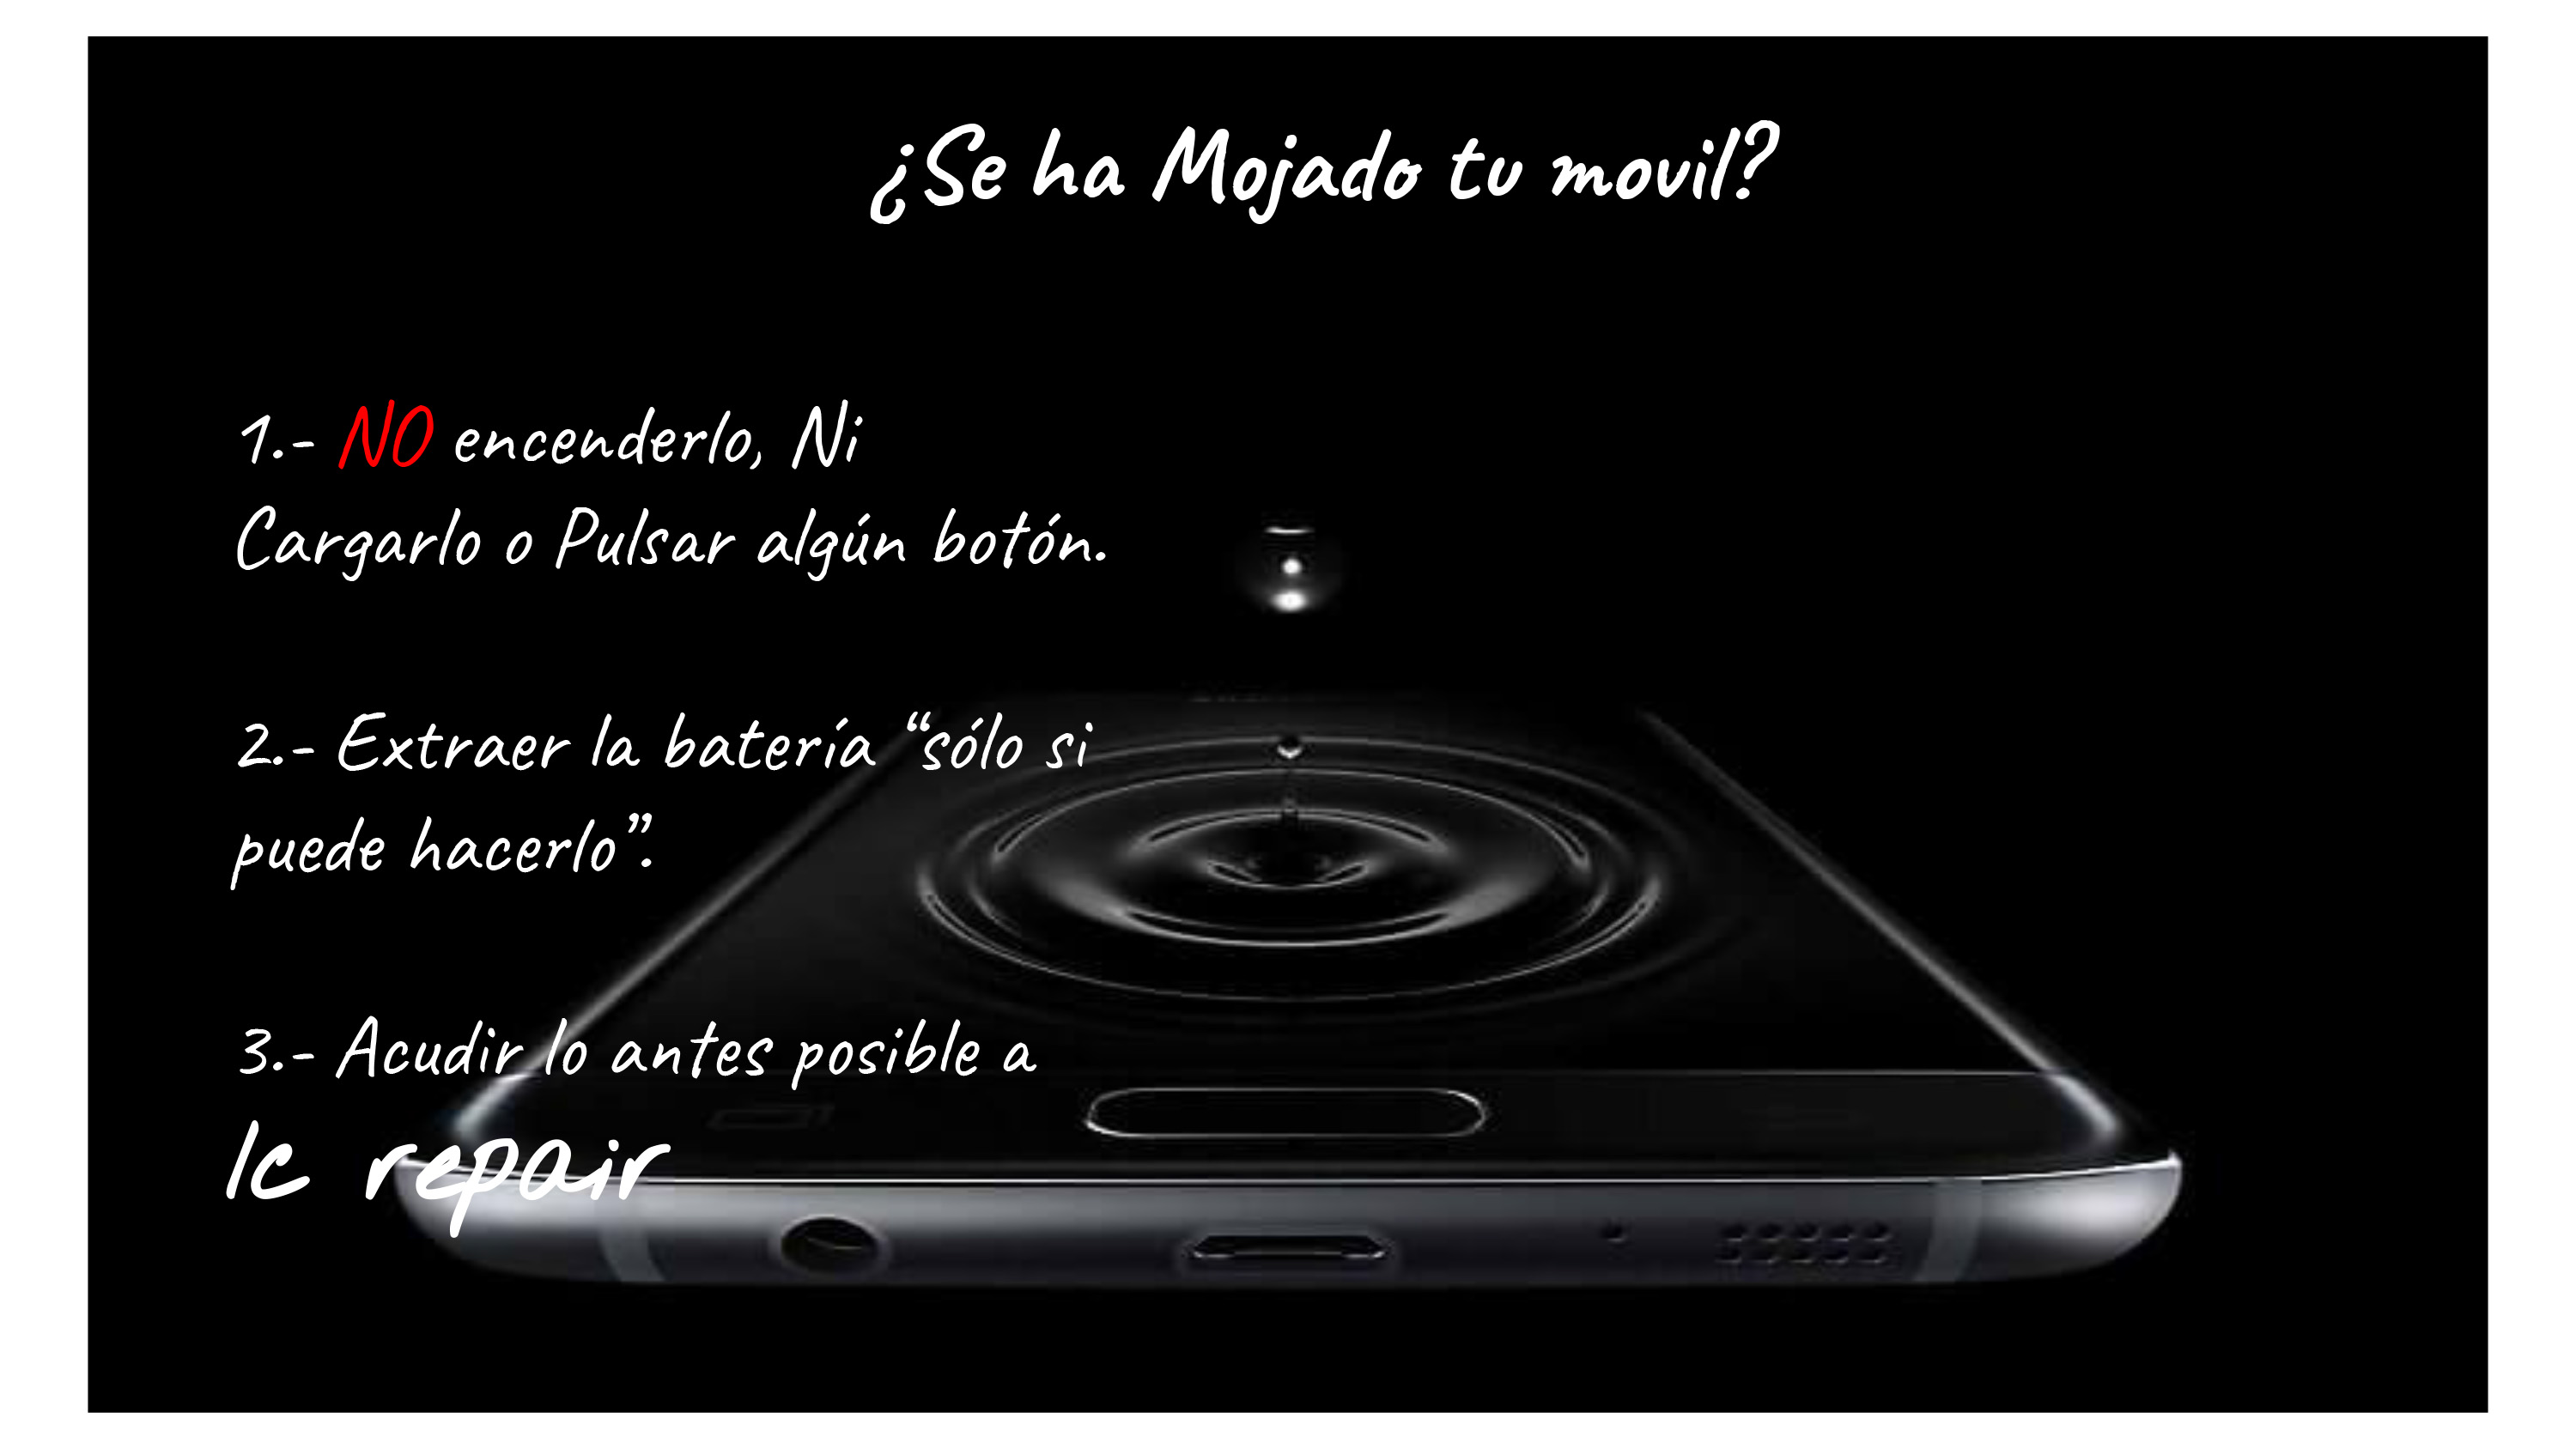 ¿Se ha Mojado tu movil?
1.- NO encenderlo, Ni
Cargarlo o Pulsar algún botón.
2.- Extraer la batería “sólo si
puede hacerlo”.
3.- Acudir lo antes posible a
Ic repair